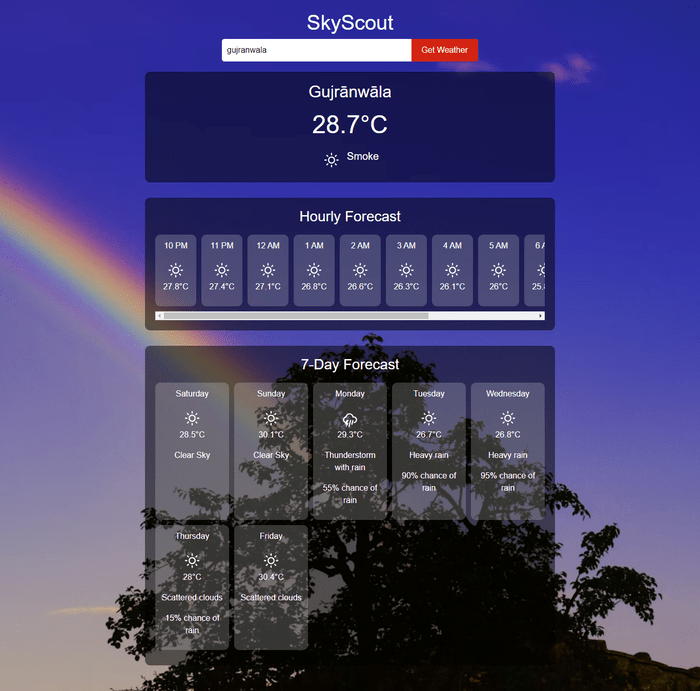 SkyScout
gujranwala
Get Weather
Gujrānwāla
28.7°C
Smoke
Hourly Forecast
10 PM
27.8°C
11 PM
27.4°C
12 AM
27.1°C
1 AM
26.8°C
2 AM
26.6°C
3 AM
26.3°C
4 AM
26.1°C
5 AM
26°C
6 A
25.
7-Day Forecast
Saturday
28.5°C
Clear Sky
Sunday
30.1°C
Clear Sky
Monday
29.3°C
Thunderstorm
with rain
55% chance of
rain
Tuesday
26.7°C
Heavy rain
90% chance of
rain
Wednesday
26.8°C
Heavy rain
95% chance of
rain
Thursday
28°C
Scattered clouds
15% chance of
rain
Friday
30.4°C
Scattered clouds